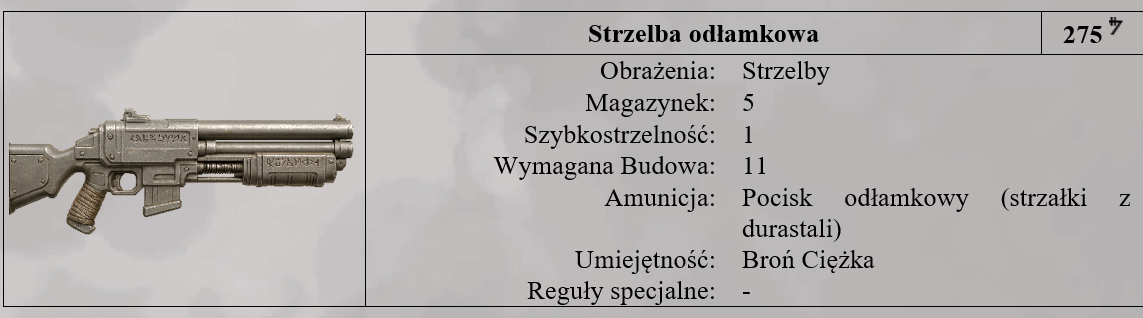 Strzelba odłamkowa 275
Obrażenia: Strzelby
Magazynek: 5
Szybkostrzelność: 1
Wymagana Budowa: 11
Amunicja: Pocisk odłamkowy (strzałki z
durastali)
Umiejętność: Broń Ciężka
Reguły specjalne: -